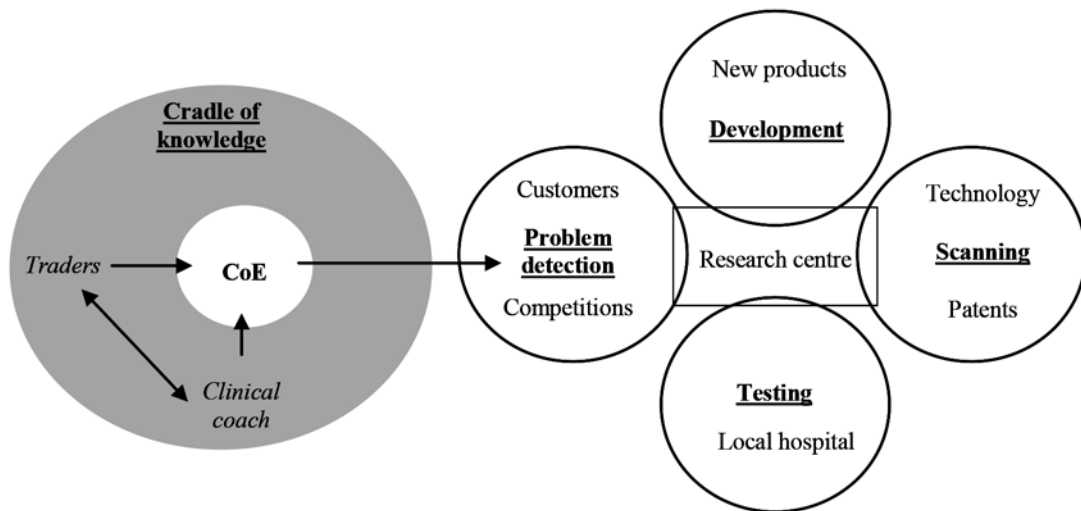 Cradle of
knowledge
Traders
CoE
Clinical
coach
New products
Development
Customers
Problem
detection
Competitions
Research centre
Technology
Scanning
Patents
Testing
Local hospital